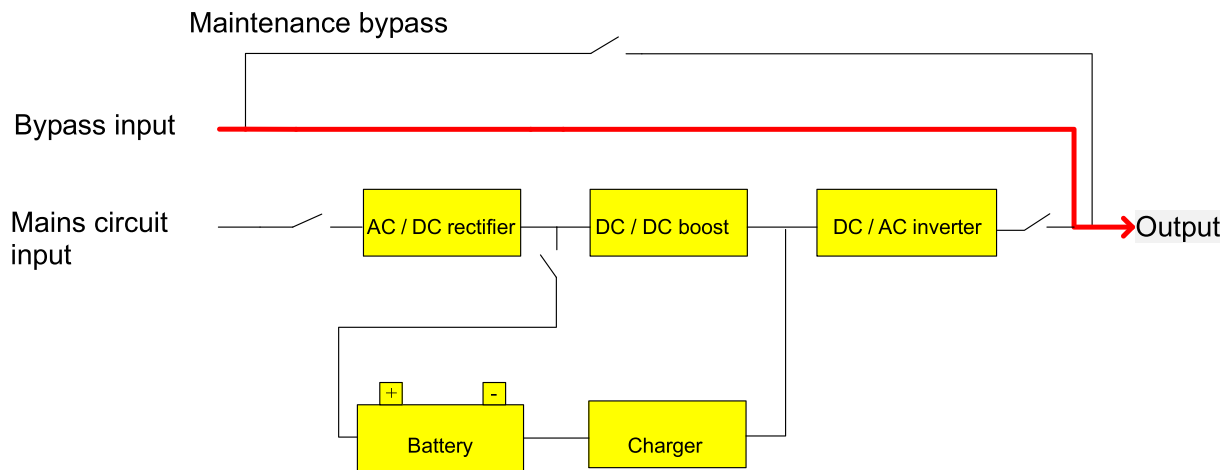 Maintenance bypass
Bypass input
Mains circuit
input
AC / DC rectifier
DC / DC boost
DC / AC inverter
Output
+
-
Battery
Charger